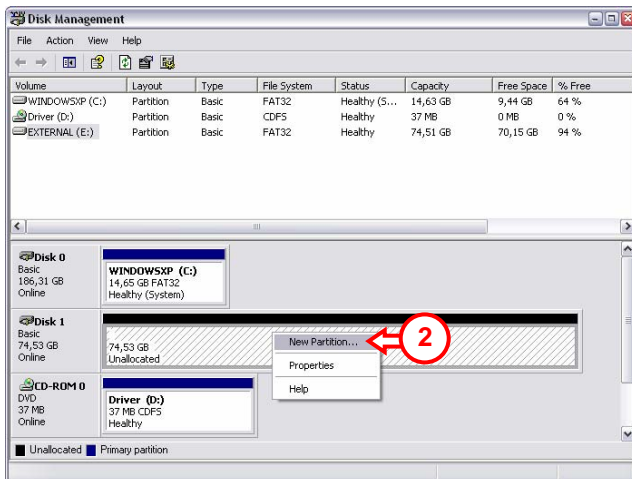 Disk Management
File Action View Help
Volume Layout Type File System Status Capacity Free Space % Free
WINDOWSXP (C:) Partition Basic FAT32 Healthy (S... 14,63 GB 9,44 GB 64 %
Driver (D:) Partition Basic CDFS Healthy 37 MB 0 MB 0 %
EXTERNAL (E:) Partition Basic FAT32 Healthy 74,51 GB 70,15 GB 94 %
Disk 0
Basic
186,31 GB
Online
WINDOWSXP (C:)
14,65 GB FAT32
Healthy (System)
Disk 1
Basic
74,53 GB
Online
74,53 GB
Unallocated
New Partition...
Properties
Help
2
CD-ROM 0
DVD
37 MB
Online
Driver (D:)
37 MB CDFS
Healthy
Unallocated Primary partition